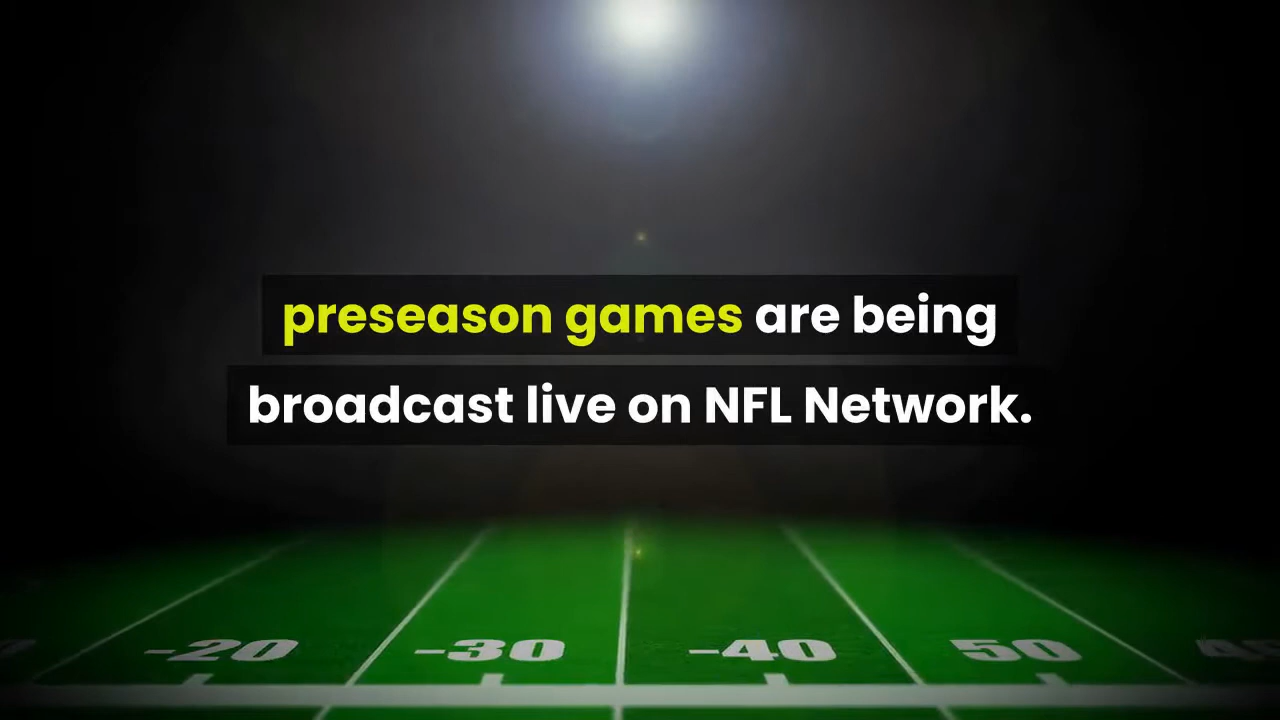 preseason games are being
broadcast live on NFL Network.
-20 -30 -40 50